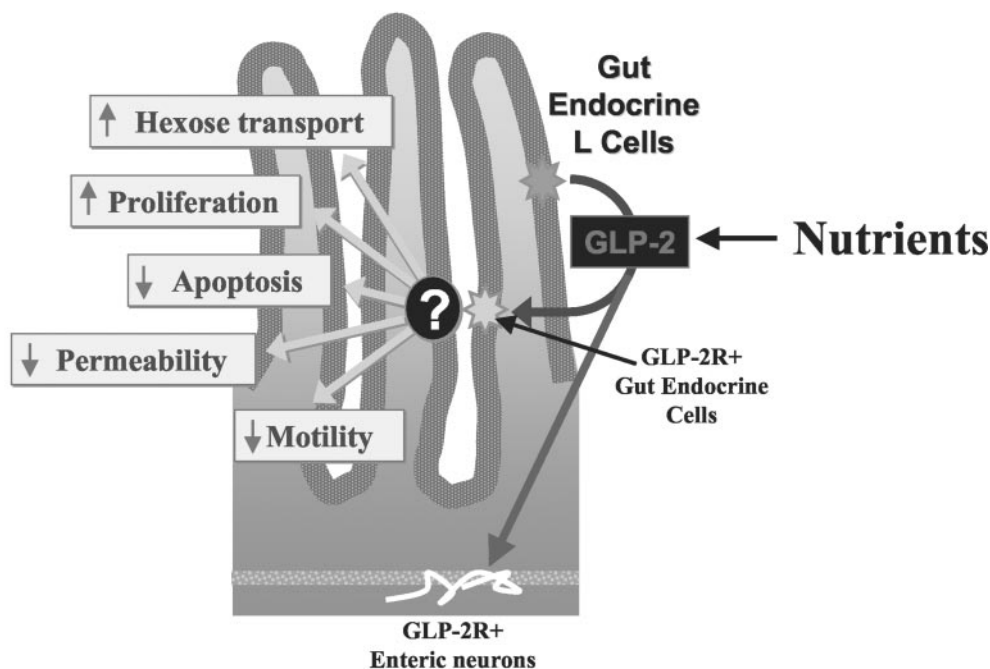 Gut
Endocrine
L Cells
↑ Hexose transport
↑ Proliferation
GLP-2
Nutrients
↓ Apoptosis
?
↓ Permeability
GLP-2R+
Gut Endocrine
Cells
↓ Motility
GLP-2R+
Enteric neurons